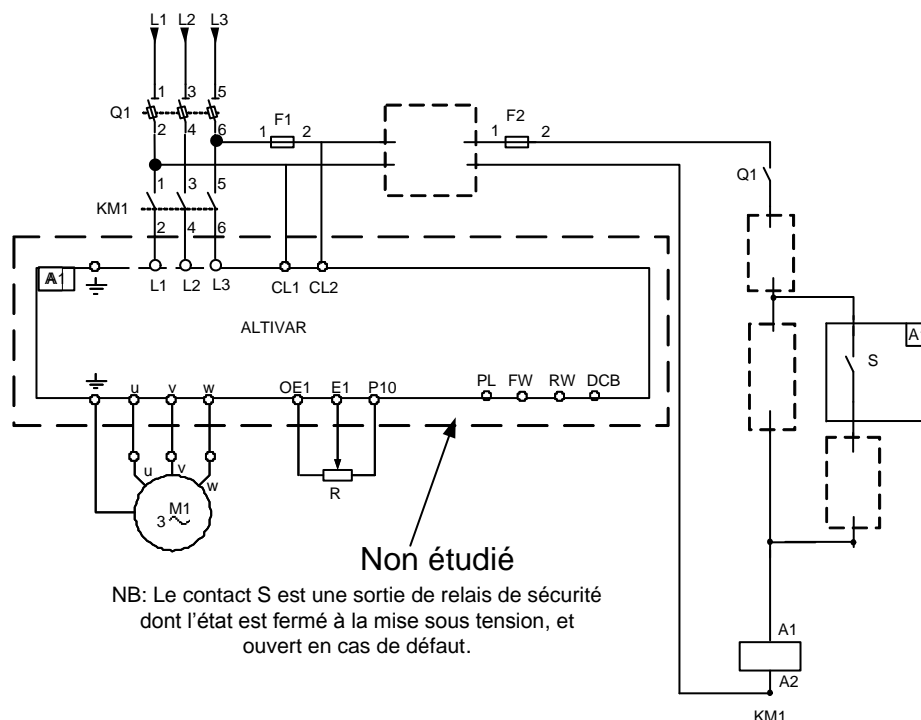 L1 L2 L3
1 3 5
Q1
2 4 6
F1
1 2
F2
1 2
Q1
1 3 5
KM1
2 4 6
A1
L1 L2 L3 CL1 CL2
ALTIVAR
A
S
u v w OE1 E1 P10 PL FW RW DCB
u v w
R
M1
3
Non étudié
NB: Le contact S est une sortie de relais de sécurité
dont l'état est fermé à la mise sous tension, et
ouvert en cas de défaut.
A1
A2
KM1